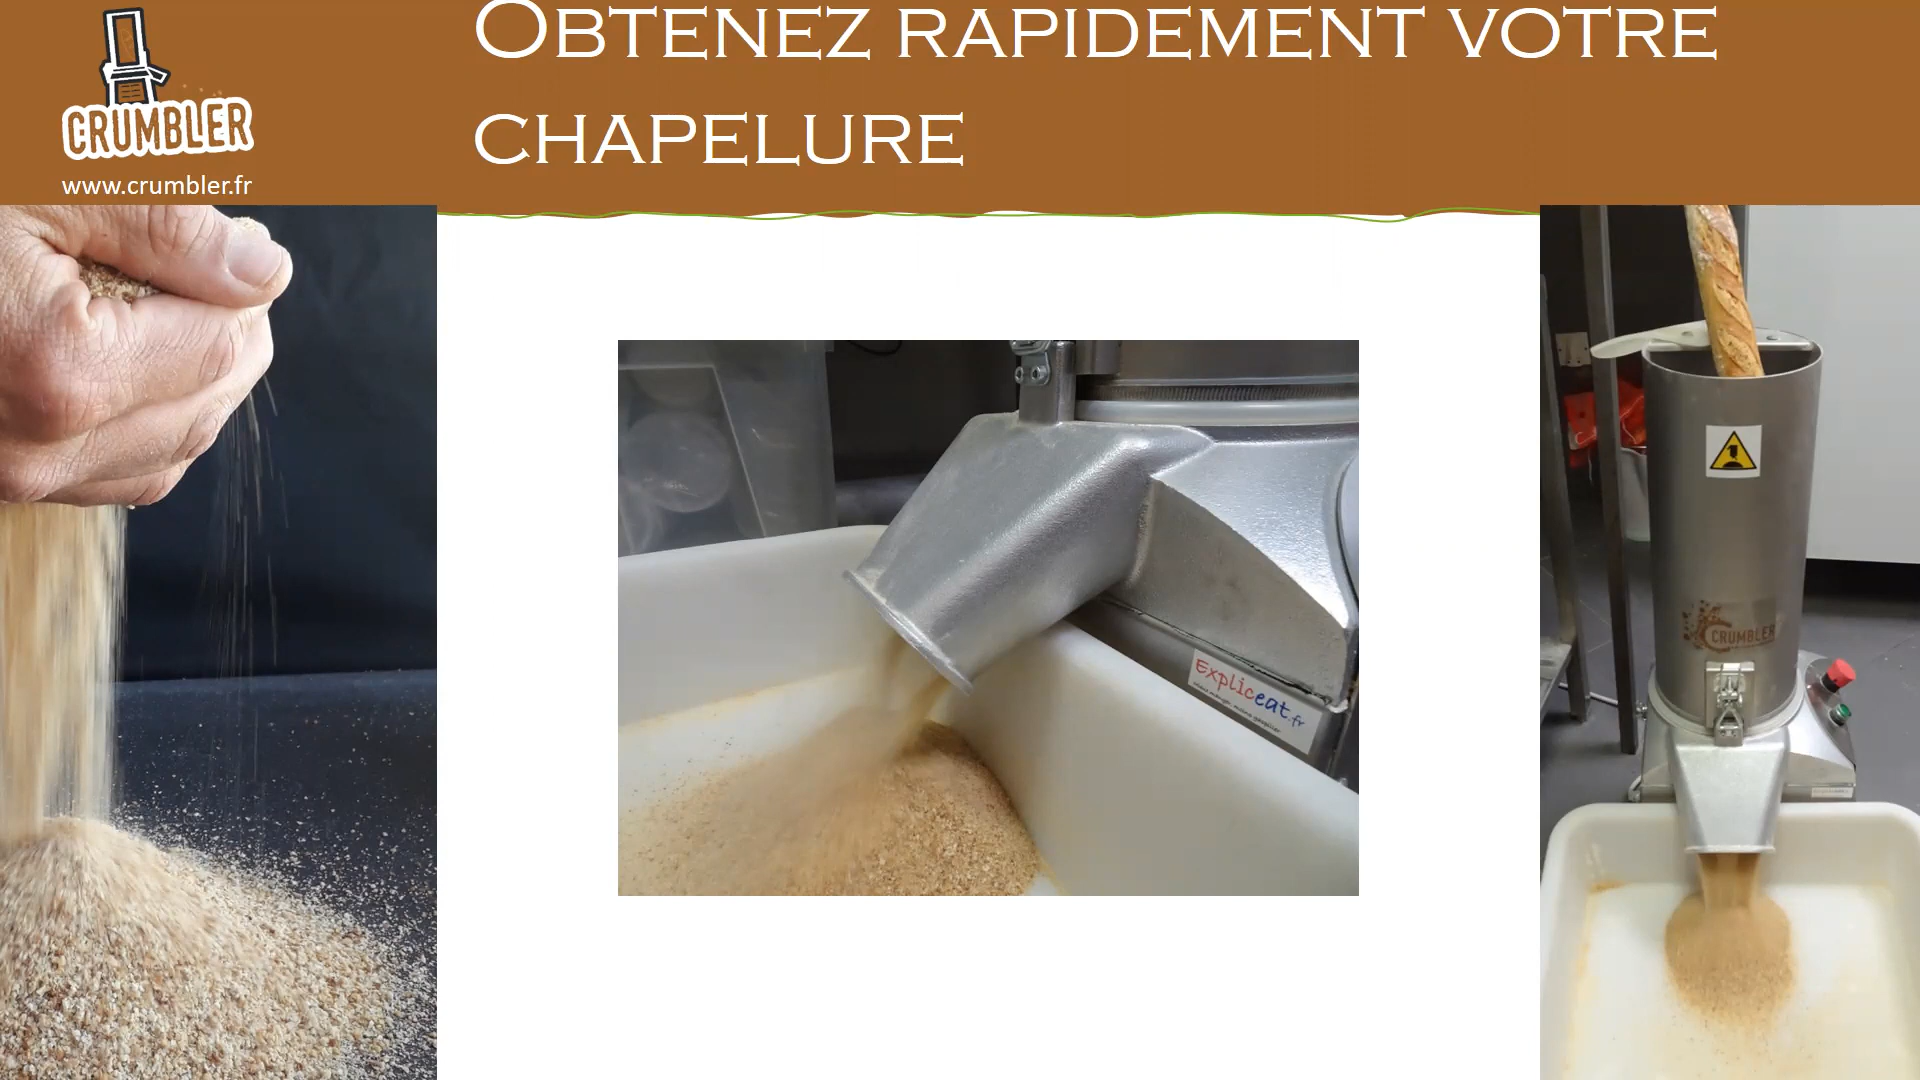 OBTENEZ RAPIDEMENT VOTRE
CHAPELURE
CRUMBLER
www.crumbler.fr
Expliceat.fr
CRUMBLER